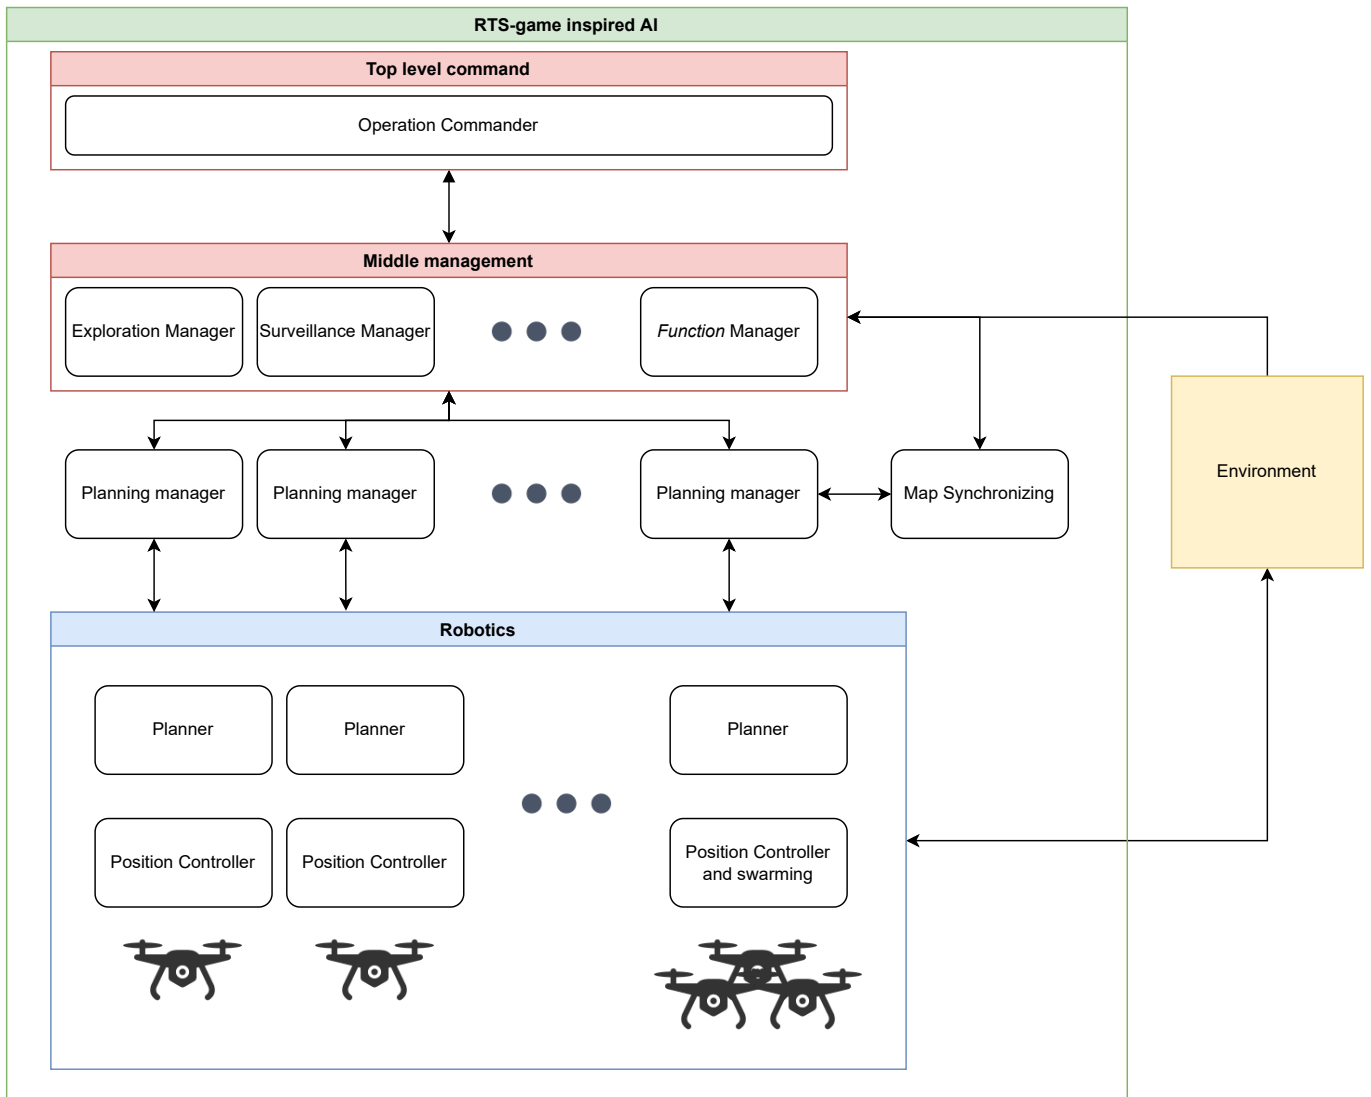 RTS-game inspired AI
Top level command
Operation Commander
Middle management
Exploration Manager
Surveillance Manager
Function Manager
Planning manager
Planning manager
Planning manager
Map Synchronizing
Environment
Robotics
Planner
Planner
Planner
Position Controller
Position Controller
Position Controller
and swarming